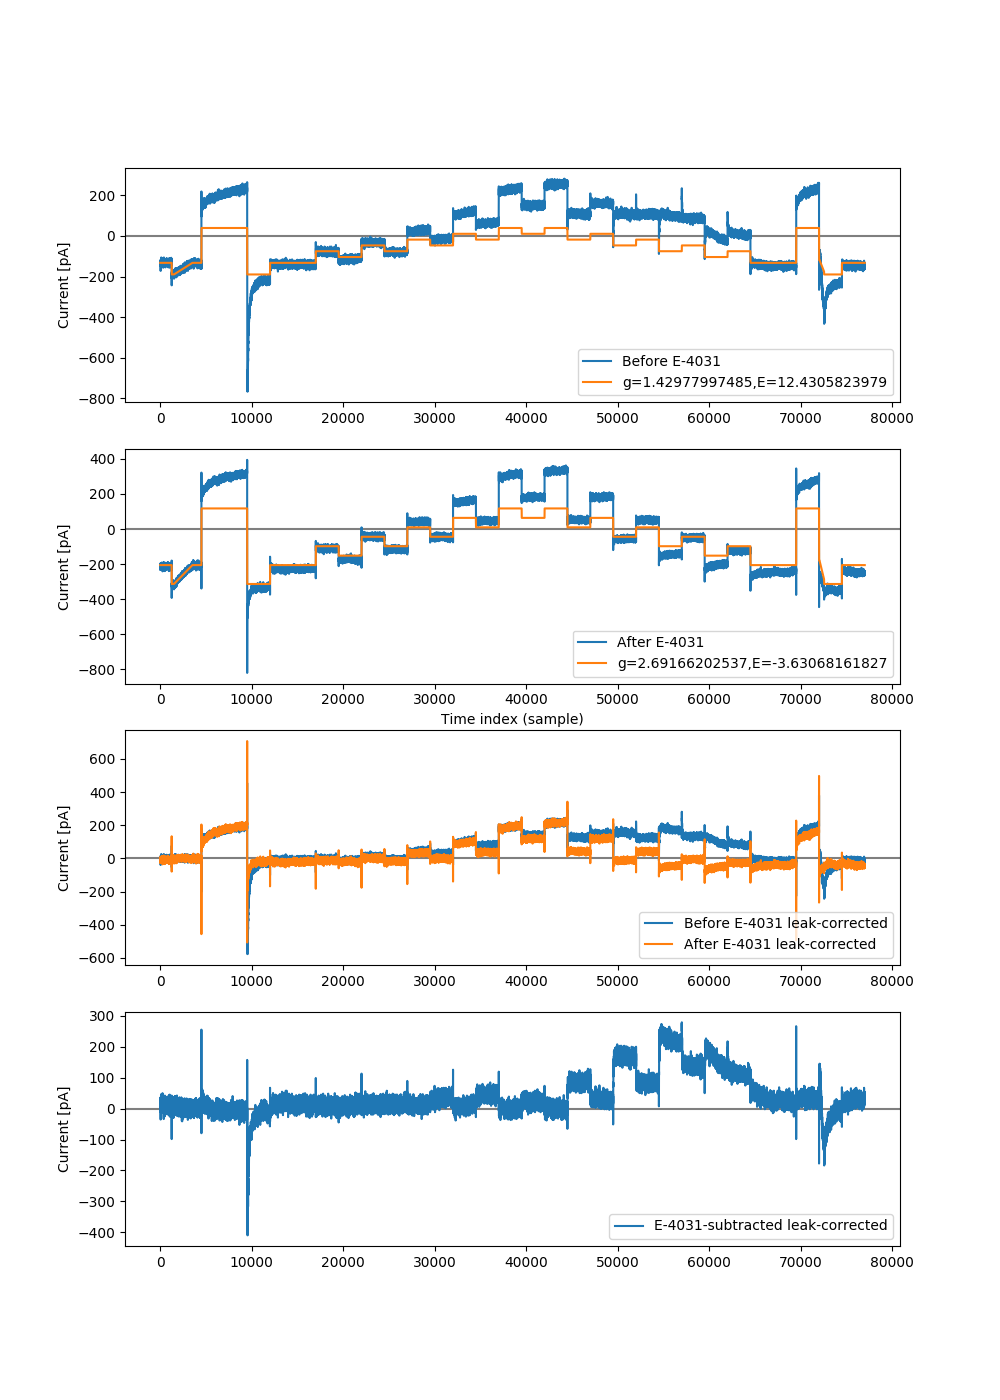 200
0
−200
−400
−600
−800
Current [pA]
Before E-4031
g=1.42977997485,E=12.4305823979
0 10000 20000 30000 40000 50000 60000 70000 80000
400
200
0
−200
−400
−600
−800
Current [pA]
After E-4031
g=2.69166202537,E=-3.63068161827
0 10000 20000 30000 40000 50000 60000 70000 80000
Time index (sample)
600
400
200
0
−200
−400
−600
Current [pA]
Before E-4031 leak-corrected
After E-4031 leak-corrected
0 10000 20000 30000 40000 50000 60000 70000 80000
300
200
100
0
−100
−200
−300
−400
Current [pA]
E-4031-subtracted leak-corrected
0 10000 20000 30000 40000 50000 60000 70000 80000